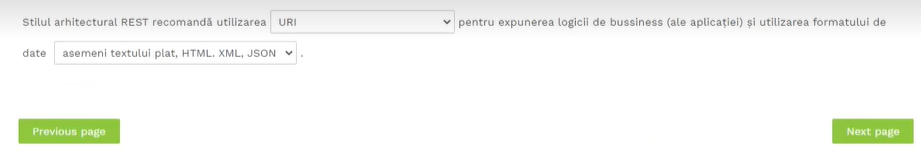 Stilul arhitectural REST recomandă utilizarea URI pentru expunerea logicii de bussiness (ale aplicației) și utilizarea formatului de
date asemeni textului plat, HTML. XML, JSON .
Previous page Next page